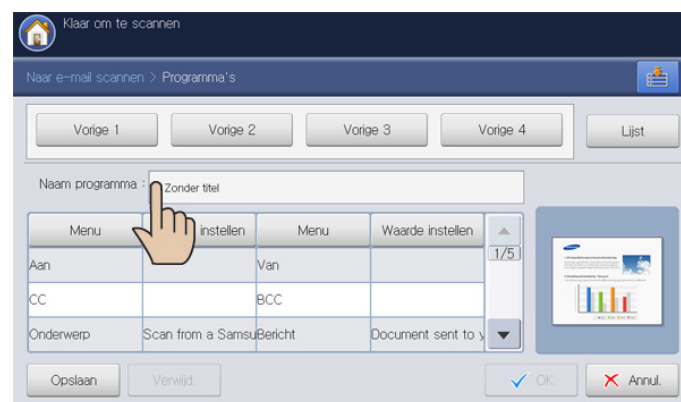 Klaar om te scannen
Naar e-mail scannen > Programma's
Vorige 1 Vorige 2 Vorige 3 Vorige 4 Lijst
Naam programma : Zonder titel
Menu instellen Menu Waarde instellen
1/5
Aan Van
CC BCC
Onderwerp Scan from a Samsu Bericht Document sent to y
Opslaan Verwijd. OK Annul.